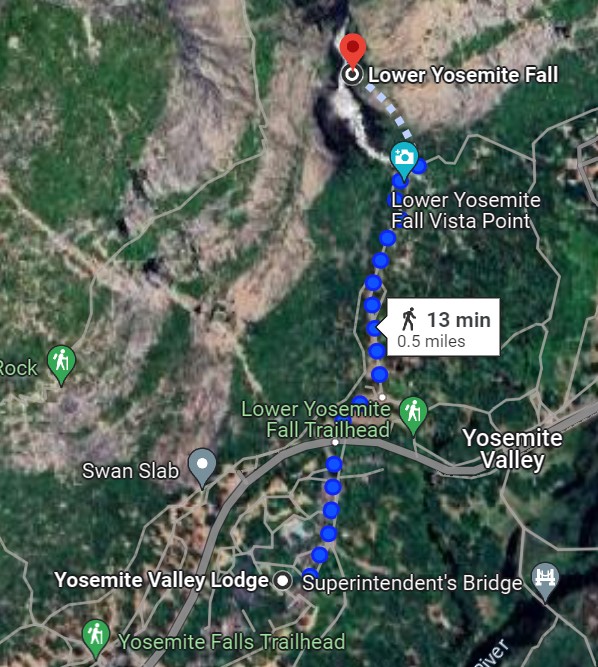 Lower Yosemite Fall
Lower Yosemite
Fall Vista Point
13 min
0.5 miles
Rock
Lower Yosemite
Fall Trailhead
Yosemite
Valley
Swan Slab
Yosemite Valley Lodge
Superintendent's Bridge
Yosemite Falls Trailhead
River